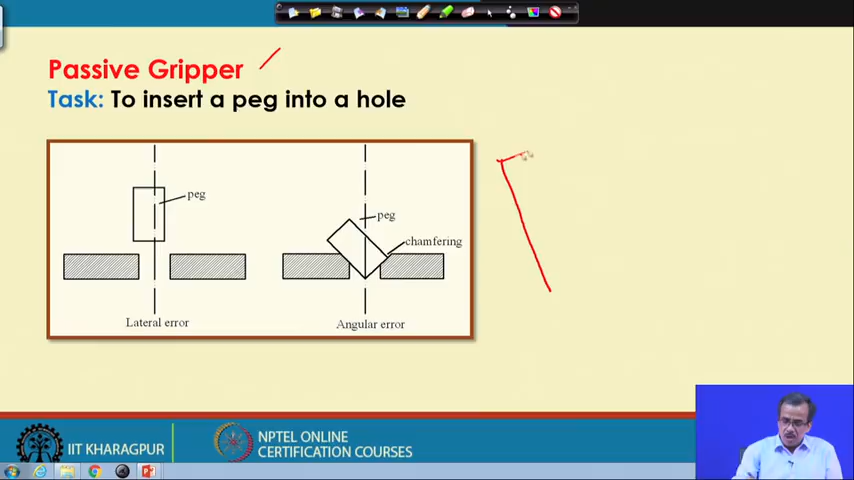 Passive Gripper
Task: To insert a peg into a hole
peg
peg
chamfering
Lateral error
Angular error
IIT KHARAGPUR
NPTEL ONLINE
CERTIFICATION COURSES